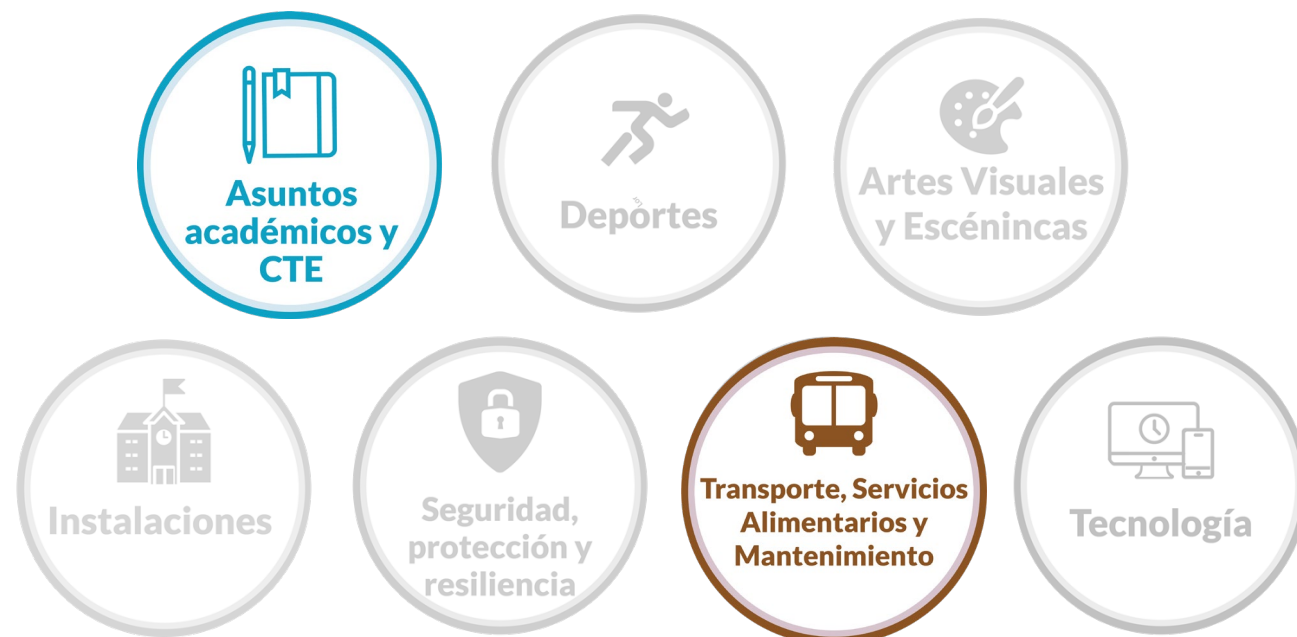 Asuntos
académicos y
CTE
Deportes
Artes Visuales
y Escénincas
Instalaciones
Seguridad,
protección y
resiliencia
Transporte, Servicios
Alimentarios y
Mantenimiento
Tecnología